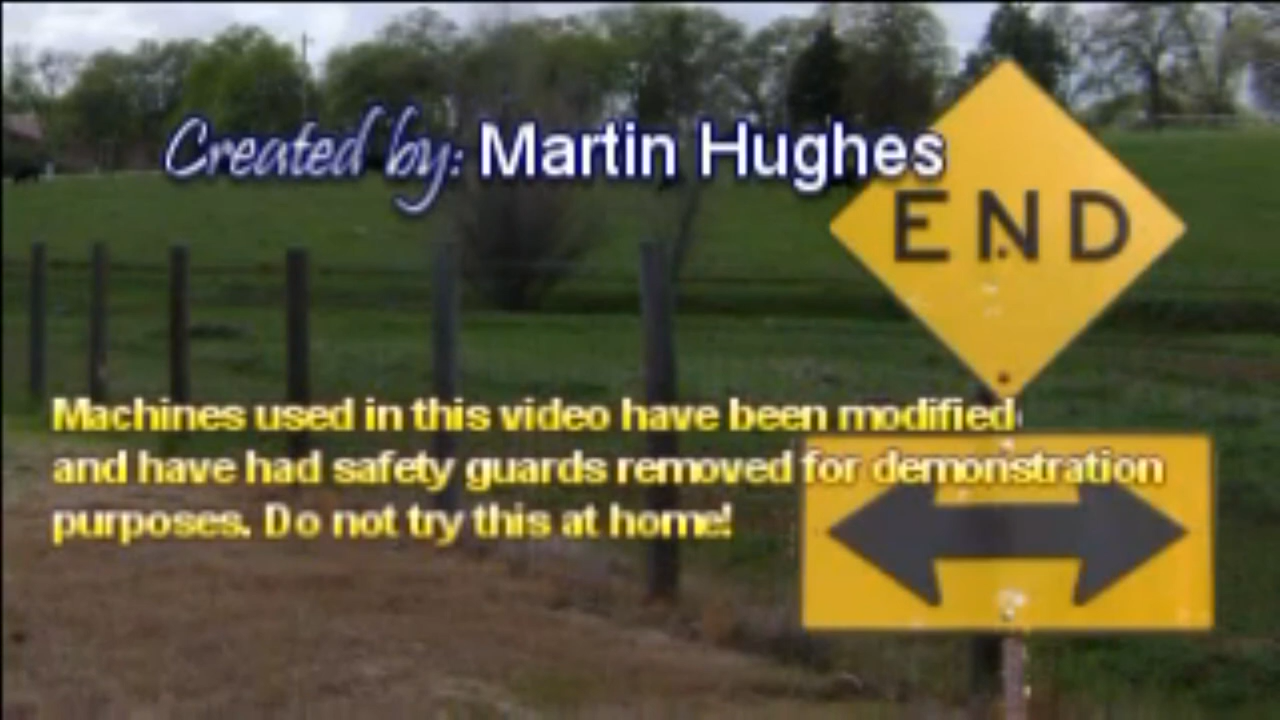 Created by: Martin Hughes
END
Machines used in this video have been modified
and have had safety guards removed for demonstration
purposes. Do not try this at home!